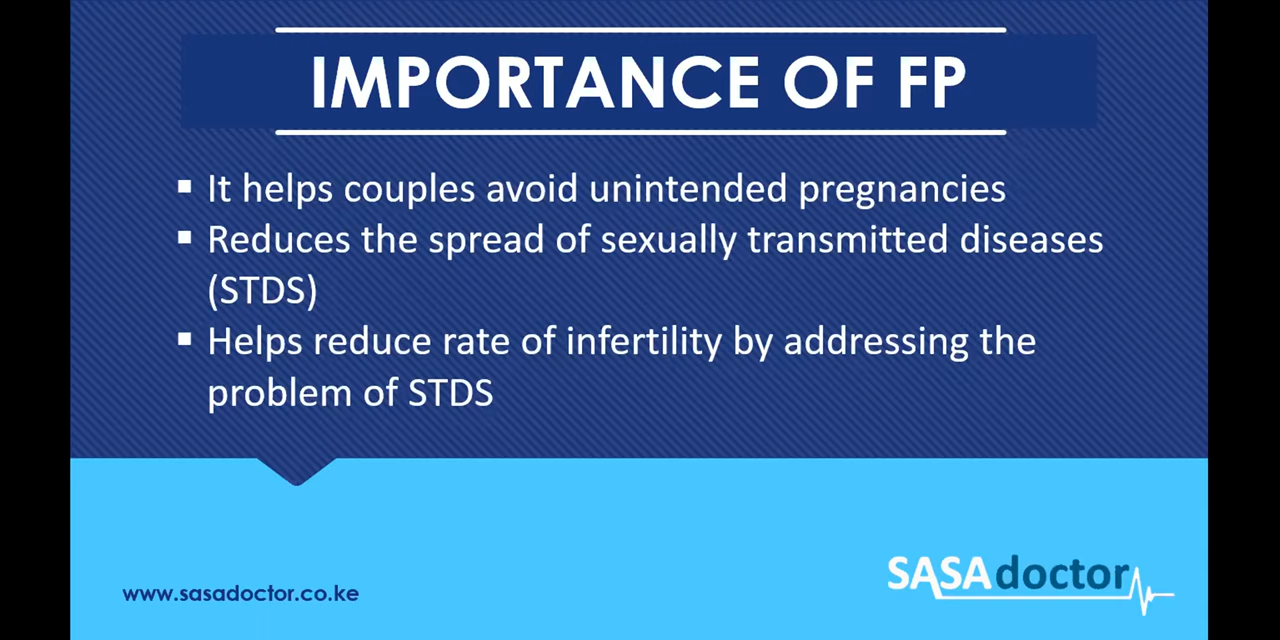 IMPORTANCE OF FP
▪ It helps couples avoid unintended pregnancies
▪ Reduces the spread of sexually transmitted diseases
(STDS)
▪ Helps reduce rate of infertility by addressing the
problem of STDS
www.sasadoctor.co.ke
SASAdoctor